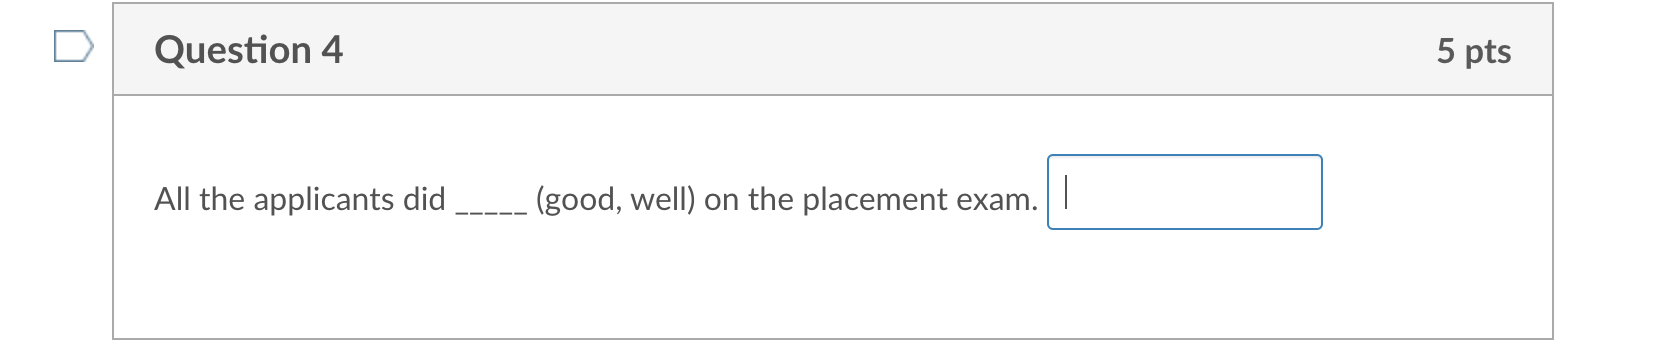 Question 4
5 pts
All the applicants did _____ (good, well) on the placement exam.